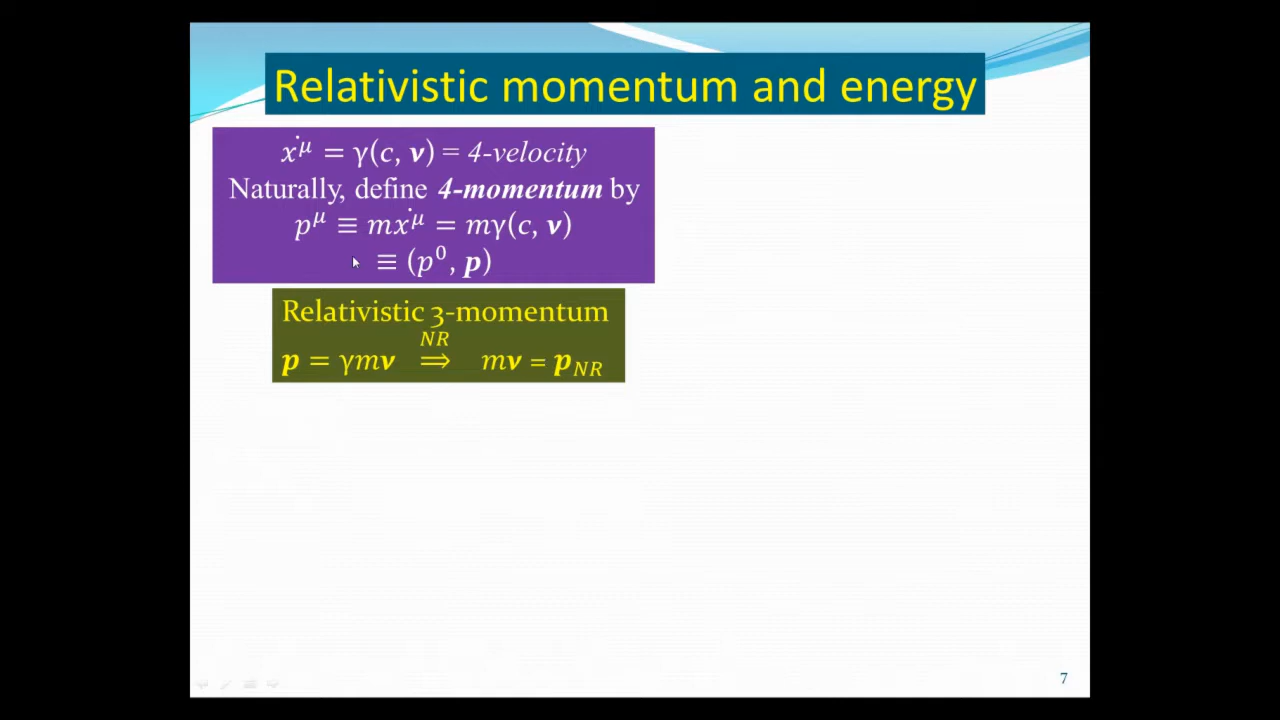 Relativistic momentum and energy
ẋ^μ = γ(c, v) = 4-velocity
Naturally, define 4-momentum by
p^μ ≡ mẋ^μ = mγ(c, v)
≡ (p⁰, p)
Relativistic 3-momentum
NR
p = γmv ⇒ mv = p_NR
7